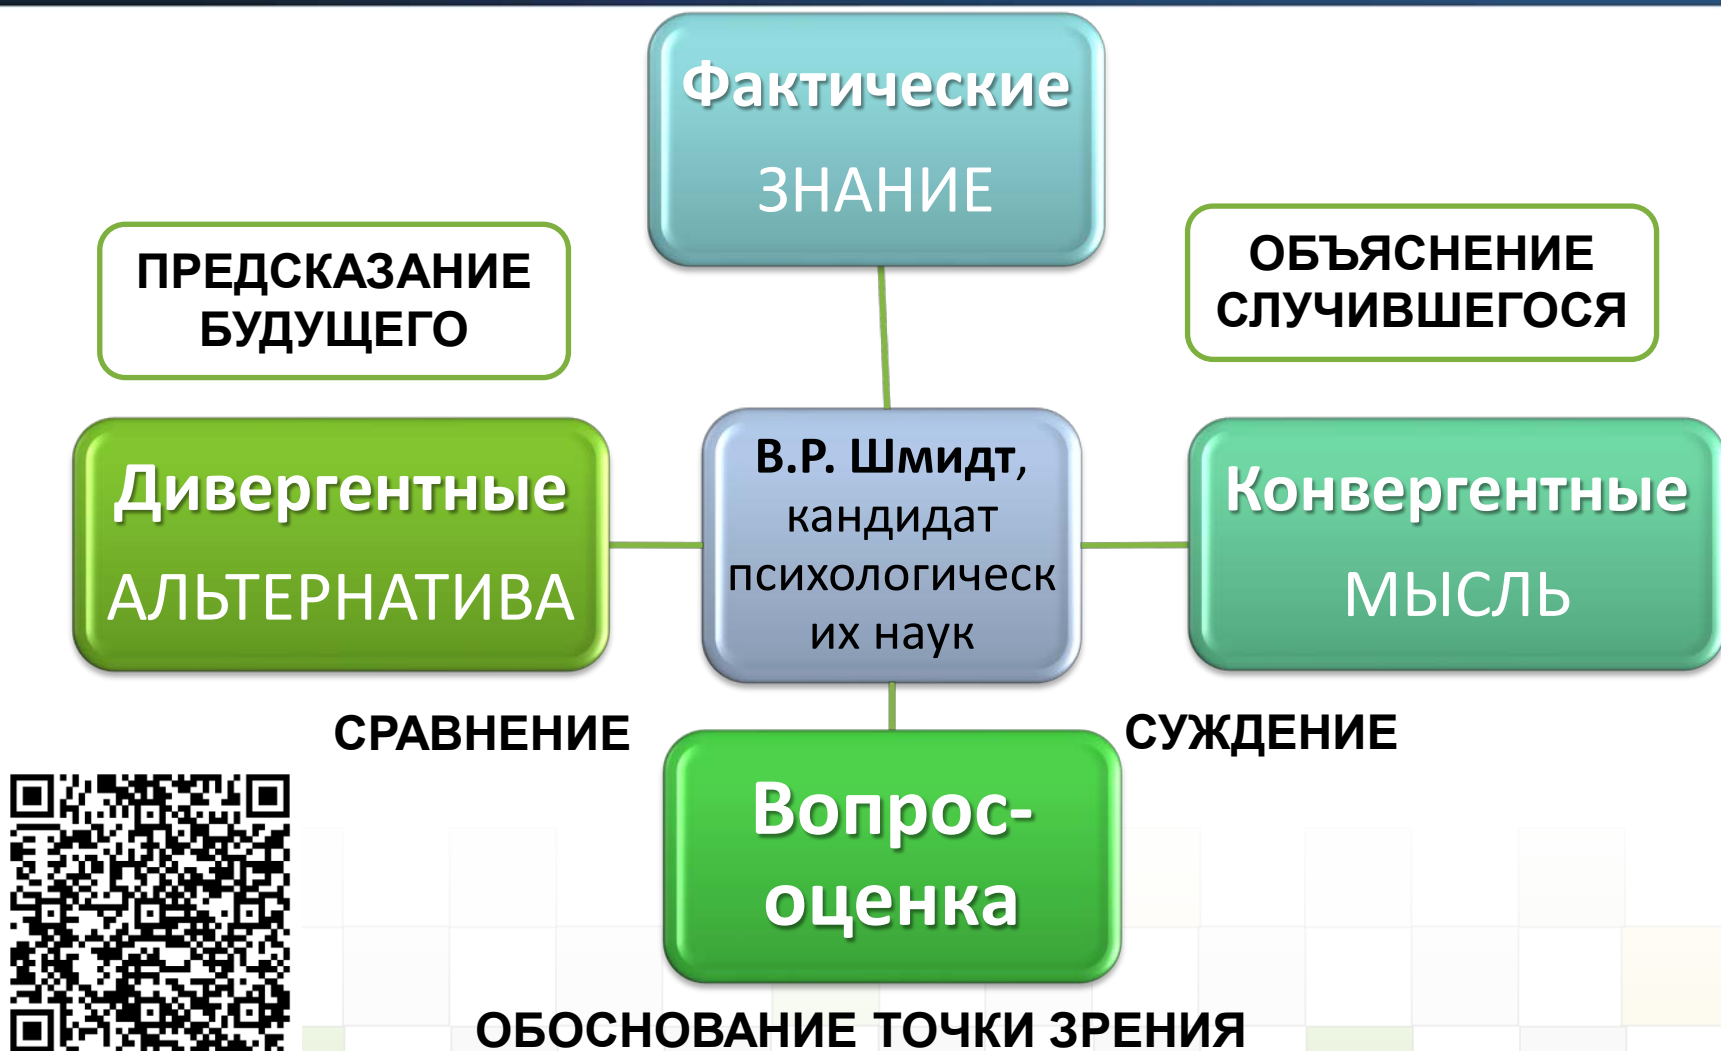 Фактические
ЗНАНИЕ
ПРЕДСКАЗАНИЕ
БУДУЩЕГО
ОБЪЯСНЕНИЕ
СЛУЧИВШЕГОСЯ
Дивергентные
АЛЬТЕРНАТИВА
В.Р. Шмидт,
кандидат
психологическ
их наук
Конвергентные
МЫСЛЬ
СРАВНЕНИЕ
СУЖДЕНИЕ
Вопрос-
оценка
ОБОСНОВАНИЕ ТОЧКИ ЗРЕНИЯ